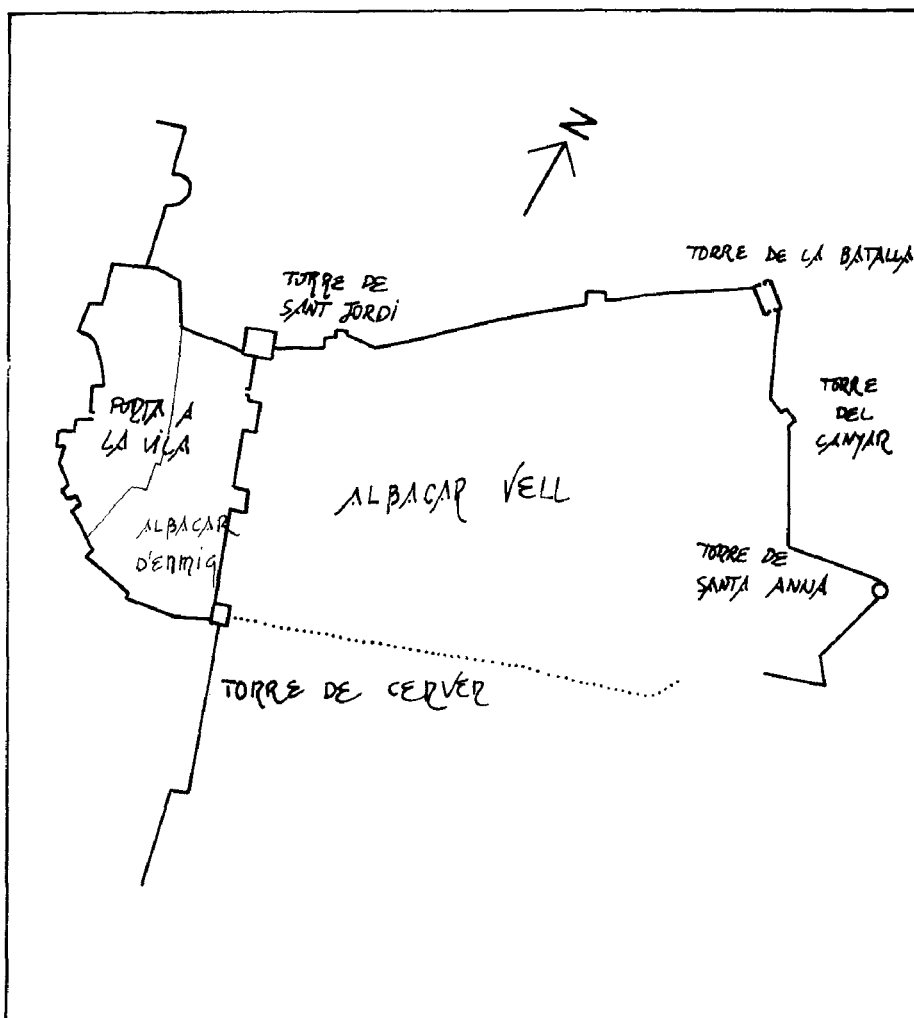 N
TORRE DE LA BATALLA
TORRE DE
SANT JORDI
TORRE
DEL
CANYAR
PORTA A
LA VILA
ALBACAR VELL
ALBACAR
D'ENMIG
TORRE DE
SANTA ANNA
TORRE DE CERVER